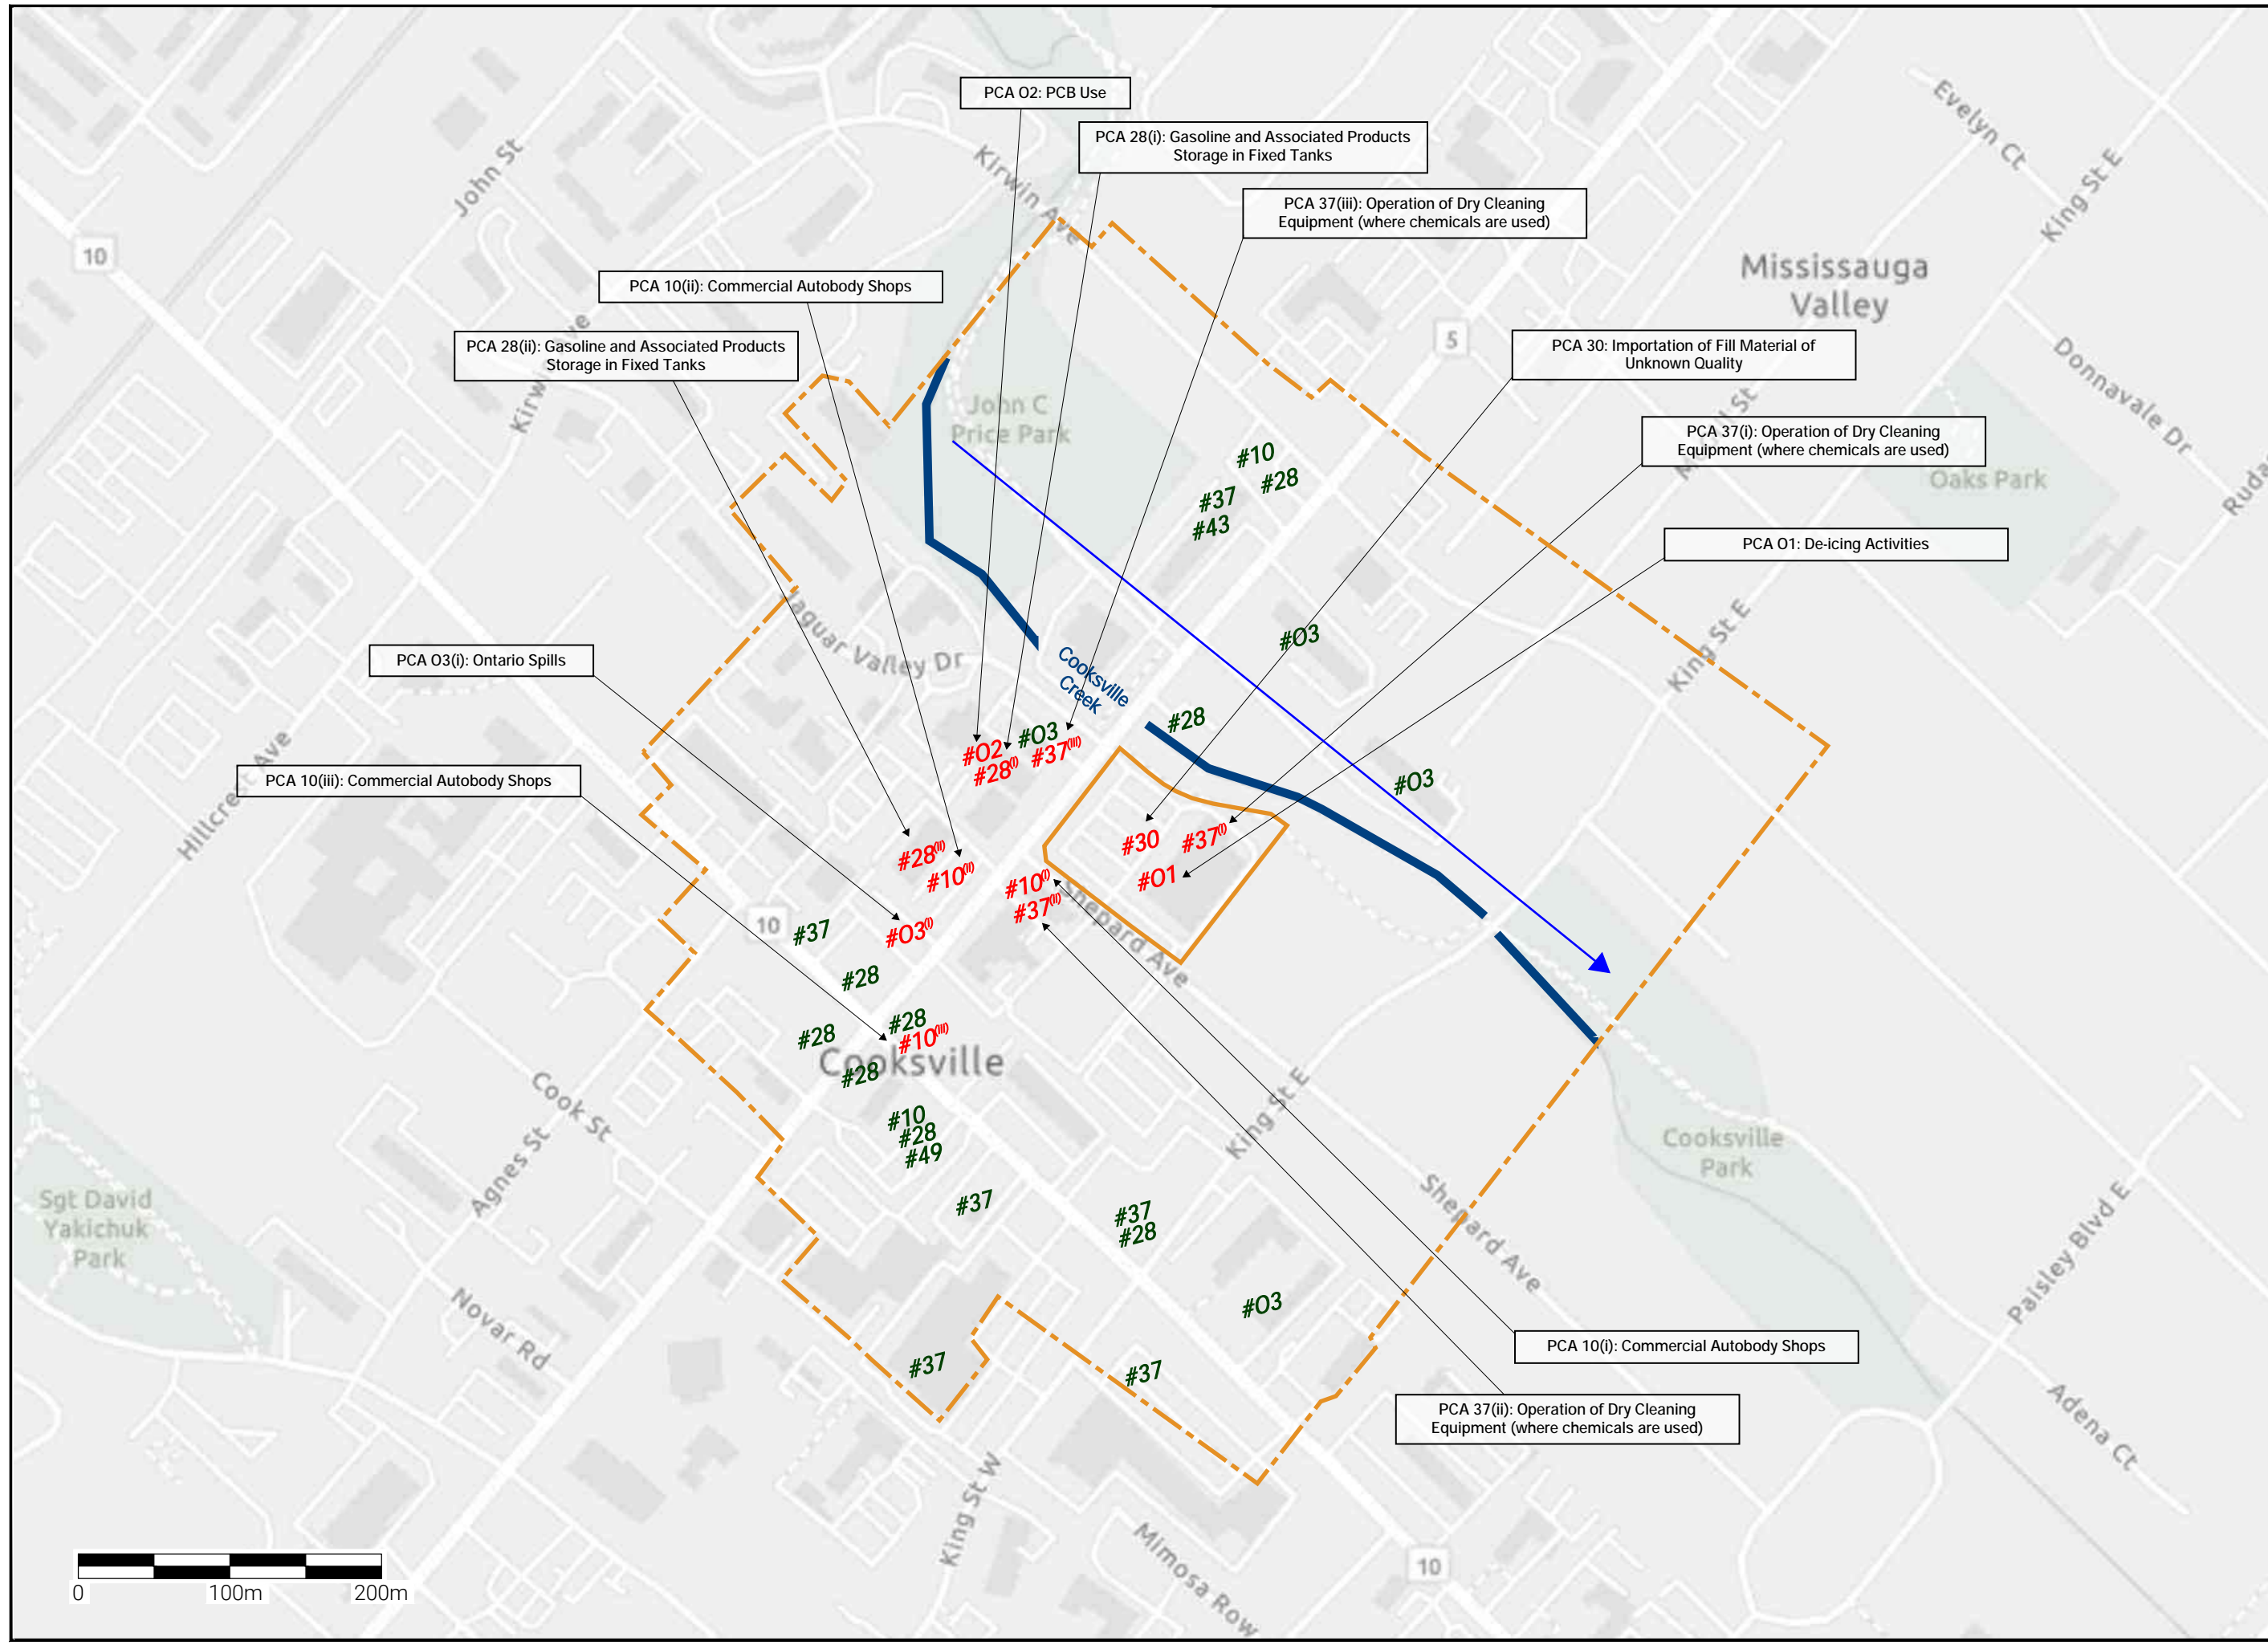 PCA O2: PCB Use
PCA 28(i): Gasoline and Associated Products
Storage in Fixed Tanks
PCA 37(iii): Operation of Dry Cleaning
Equipment (where chemicals are used)
PCA 10(ii): Commercial Autobody Shops
PCA 28(ii): Gasoline and Associated Products
Storage in Fixed Tanks
PCA 30: Importation of Fill Material of
Unknown Quality
PCA 37(i): Operation of Dry Cleaning
Equipment (where chemicals are used)
PCA O1: De-icing Activities
PCA O3(i): Ontario Spills
PCA 10(iii): Commercial Autobody Shops
PCA 10(i): Commercial Autobody Shops
PCA 37(ii): Operation of Dry Cleaning
Equipment (where chemicals are used)
John St
Kirwin Ave
Evelyn Ct
King St E
10
Mississauga
Valley
5
Donnavale Dr
John C
Price Park
Oaks Park
#10
#28
#37
#43
Jaguar Valley Dr
#O3
Cooksville
Creek
King St E
#28
#O2
#O3
#28(i)
#37(iii)
#O3
Hillcrest Ave
#30
#37(i)
#O1
#28(ii)
#10(ii)
#10(i)
#37(ii)
Shepard Ave
10
#37
#O3(i)
#28
#28
#28
#10(iii)
Cooksville
#28
Cook St
#10
#28
#49
King St E
Agnes St
#37
#37
#28
Shepard Ave
Cooksville
Park
Sgt David
Yakichuk
Park
Paisley Blvd E
#O3
Novar Rd
#37
#37
Adena Ct
King St W
Mimosa Row
10
0
100m
200m